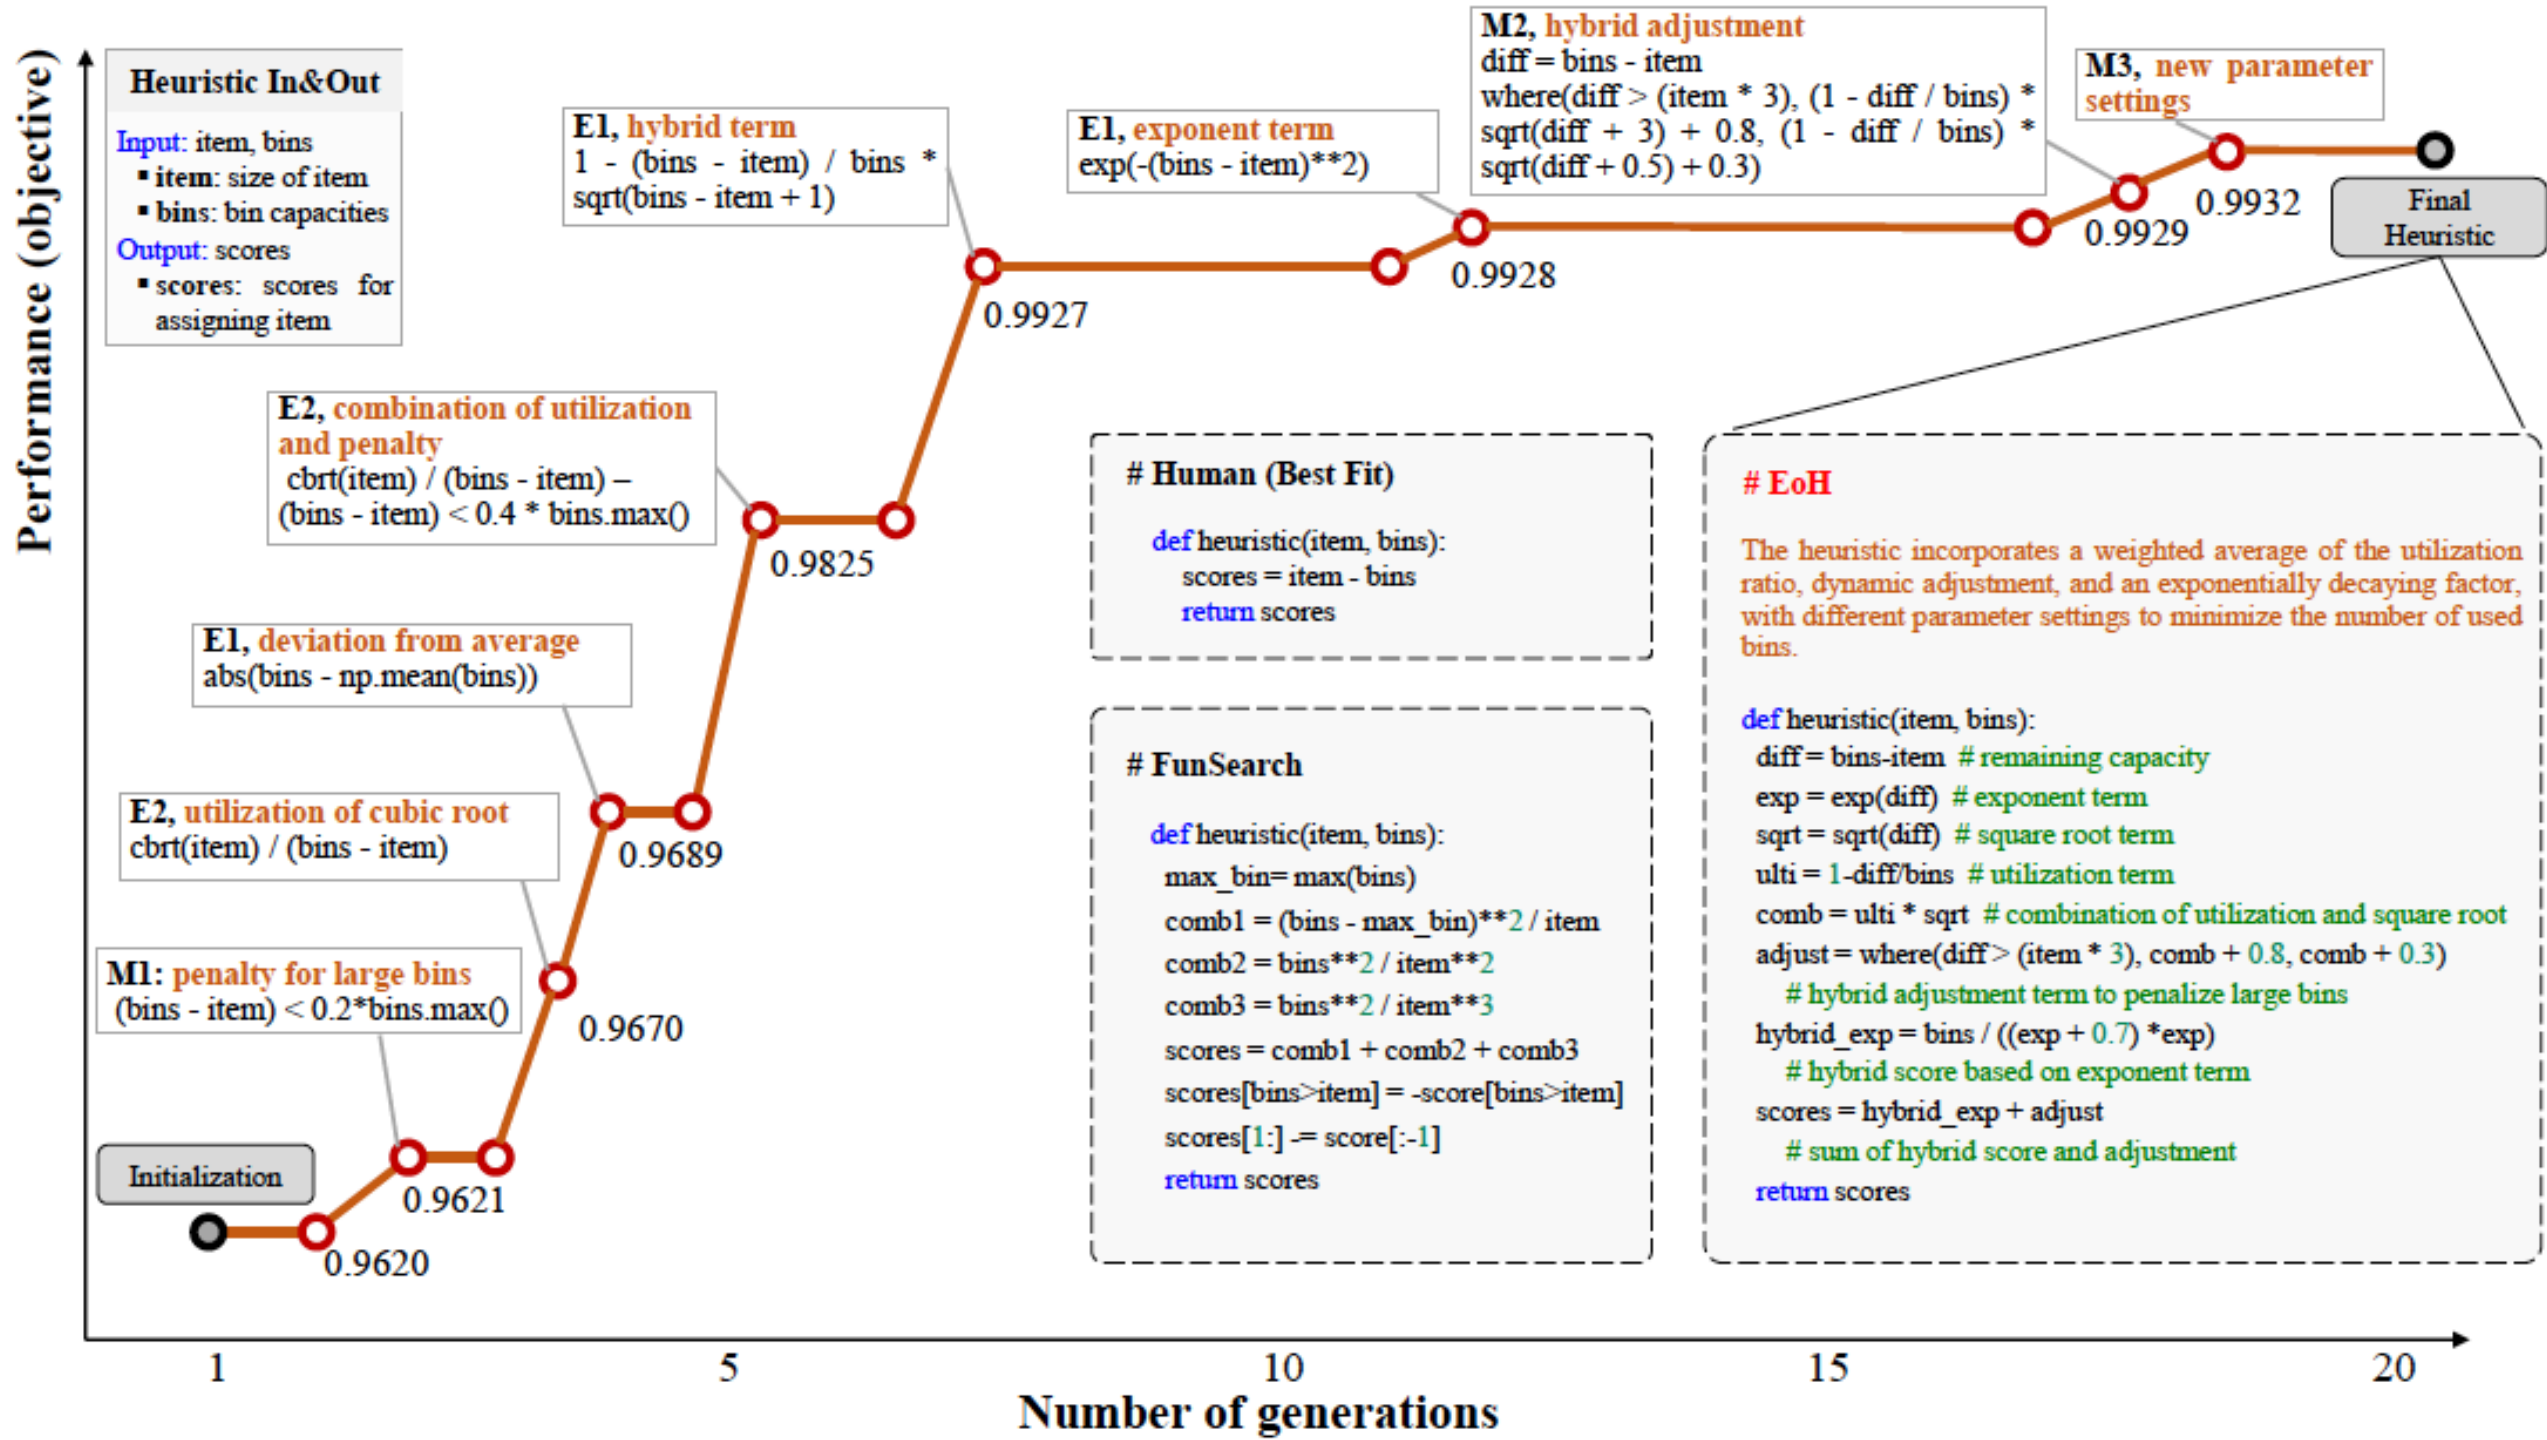 Performance (objective)
Heuristic In&Out
Input: item, bins
▪ item: size of item
▪ bins: bin capacities
Output: scores
▪ scores: scores for
assigning item
E1, hybrid term
1 - (bins - item) / bins *
sqrt(bins - item + 1)
E1, exponent term
exp(-(bins - item)**2)
M2, hybrid adjustment
diff = bins - item
where(diff > (item * 3), (1 - diff / bins) *
sqrt(diff + 3) + 0.8, (1 - diff / bins) *
sqrt(diff + 0.5) + 0.3)
M3, new parameter
settings
0.9932
0.9929
0.9928
0.9927
Final
Heuristic
E2, combination of utilization
and penalty
cbrt(item) / (bins - item) –
(bins - item) < 0.4 * bins.max()
0.9825
E1, deviation from average
abs(bins - np.mean(bins))
0.9689
E2, utilization of cubic root
cbrt(item) / (bins - item)
0.9670
M1: penalty for large bins
(bins - item) < 0.2*bins.max()
0.9621
Initialization
0.9620
# Human (Best Fit)
def heuristic(item, bins):
scores = item - bins
return scores
# FunSearch
def heuristic(item, bins):
max_bin= max(bins)
comb1 = (bins - max_bin)**2 / item
comb2 = bins**2 / item**2
comb3 = bins**2 / item**3
scores = comb1 + comb2 + comb3
scores[bins>item] = -score[bins>item]
scores[1:] -= score[:-1]
return scores
# EoH
The heuristic incorporates a weighted average of the utilization
ratio, dynamic adjustment, and an exponentially decaying factor,
with different parameter settings to minimize the number of used
bins.
def heuristic(item, bins):
diff = bins-item # remaining capacity
exp = exp(diff) # exponent term
sqrt = sqrt(diff) # square root term
ulti = 1-diff/bins # utilization term
comb = ulti * sqrt # combination of utilization and square root
adjust = where(diff > (item * 3), comb + 0.8, comb + 0.3)
# hybrid adjustment term to penalize large bins
hybrid_exp = bins / ((exp + 0.7) *exp)
# hybrid score based on exponent term
scores = hybrid_exp + adjust
# sum of hybrid score and adjustment
return scores
1 5 10 15 20
Number of generations